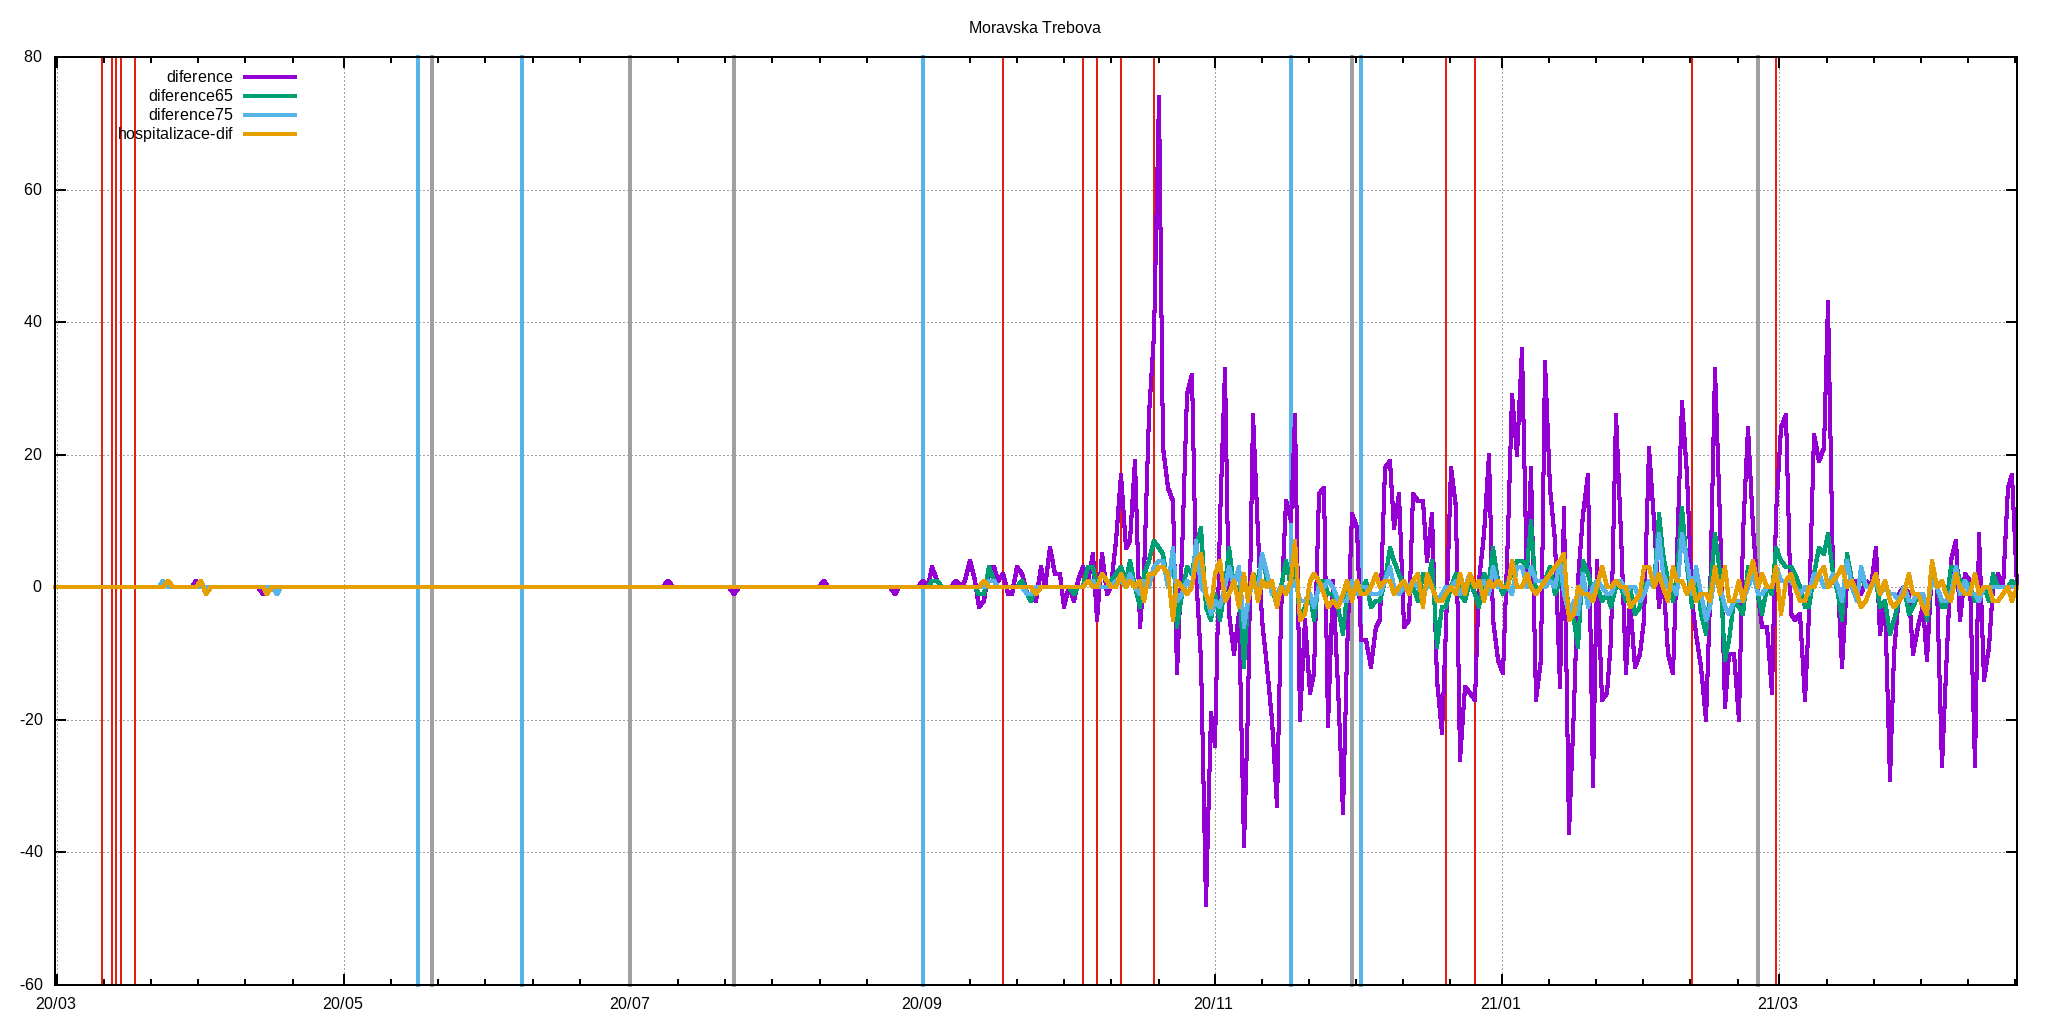 Moravska Trebova
80
diference
diference65
diference75
hospitalizace-dif
60
40
20
0
-20
-40
-60
20/03 20/05 20/07 20/09 20/11 21/01 21/03